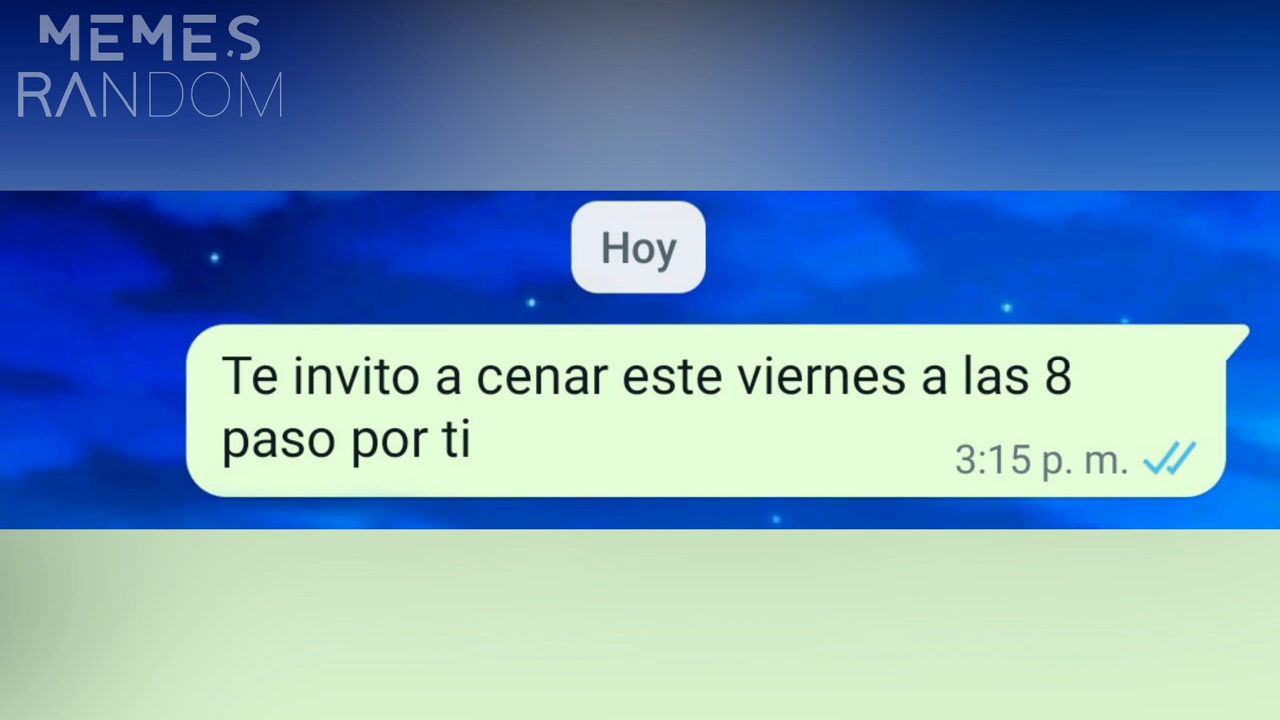 MEMES
RANDOM
Hoy
Te invito a cenar este viernes a las 8
paso por ti
3:15 p. m.